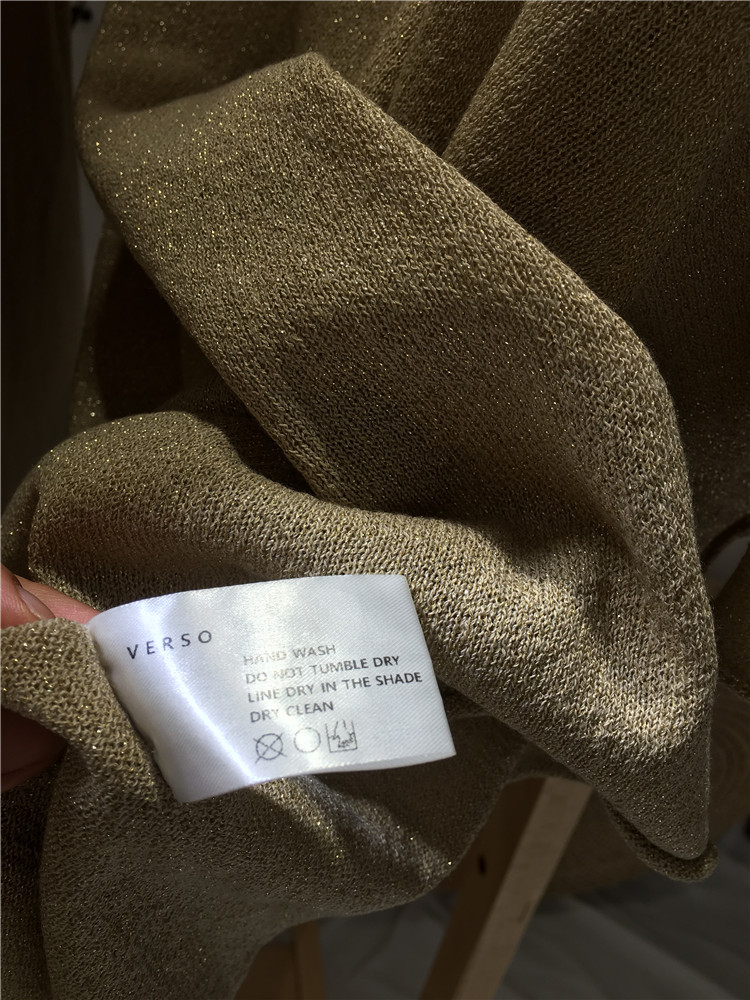 VERSO
HAND WASH
DO NOT TUMBLE DRY
LINE DRY IN THE SHADE
DRY CLEAN